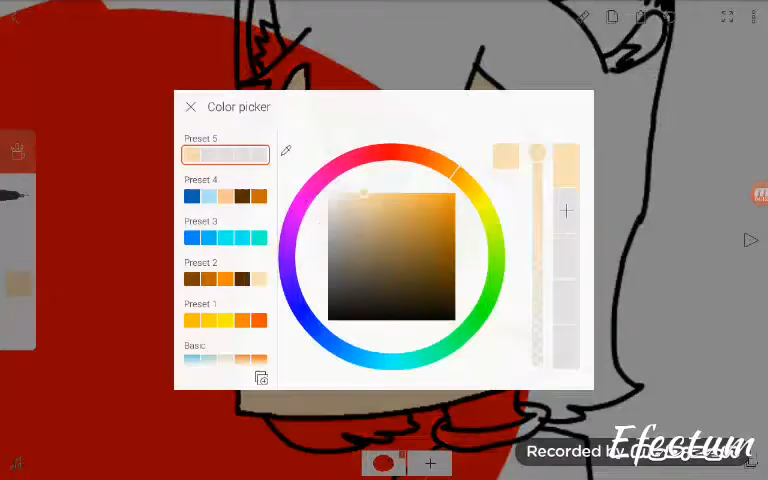 Color picker
Preset 5
Preset 4
Preset 3
Preset 2
Preset 1
Basic
Efectum
Recorded by